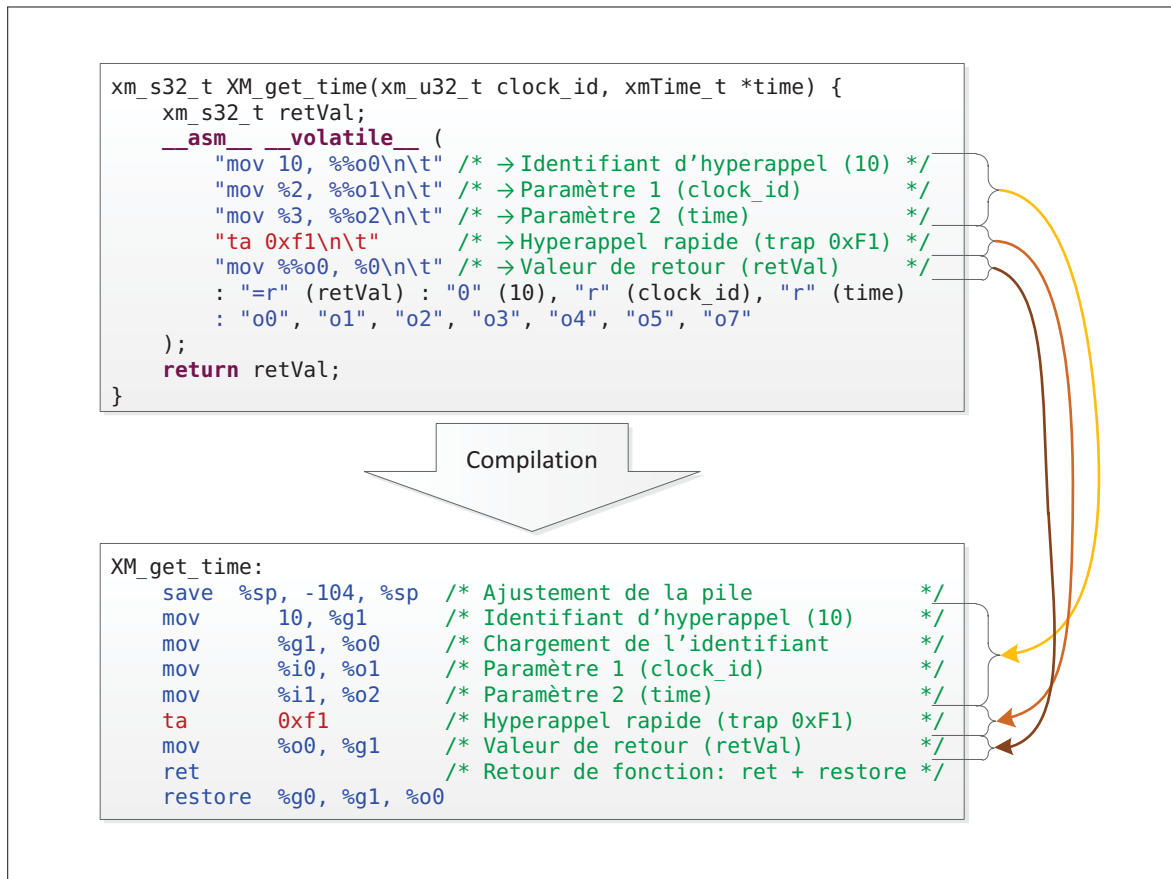 xm_s32_t XM_get_time(xm_u32_t clock_id, xmTime_t *time) {
    xm_s32_t retVal;
    __asm__ __volatile__ (
        "mov 10, %%o0\n\t" /* → Identifiant d’hyperappel (10) */
        "mov %2, %%o1\n\t" /* → Paramètre 1 (clock_id) */
        "mov %3, %%o2\n\t" /* → Paramètre 2 (time) */
        "ta 0xf1\n\t" /* → Hyperappel rapide (trap 0xF1) */
        "mov %%o0, %0\n\t" /* → Valeur de retour (retVal) */
        : "=r" (retVal) : "0" (10), "r" (clock_id), "r" (time)
        : "o0", "o1", "o2", "o3", "o4", "o5", "o7"
    );
    return retVal;
}
Compilation
XM_get_time:
    save %sp, -104, %sp /* Ajustement de la pile */
    mov 10, %g1 /* Identifiant d’hyperappel (10) */
    mov %g1, %o0 /* Chargement de l’identifiant */
    mov %i0, %o1 /* Paramètre 1 (clock_id) */
    mov %i1, %o2 /* Paramètre 2 (time) */
    ta 0xf1 /* Hyperappel rapide (trap 0xF1) */
    mov %o0, %g1 /* Valeur de retour (retVal) */
    ret /* Retour de fonction: ret + restore */
    restore %g0, %g1, %o0